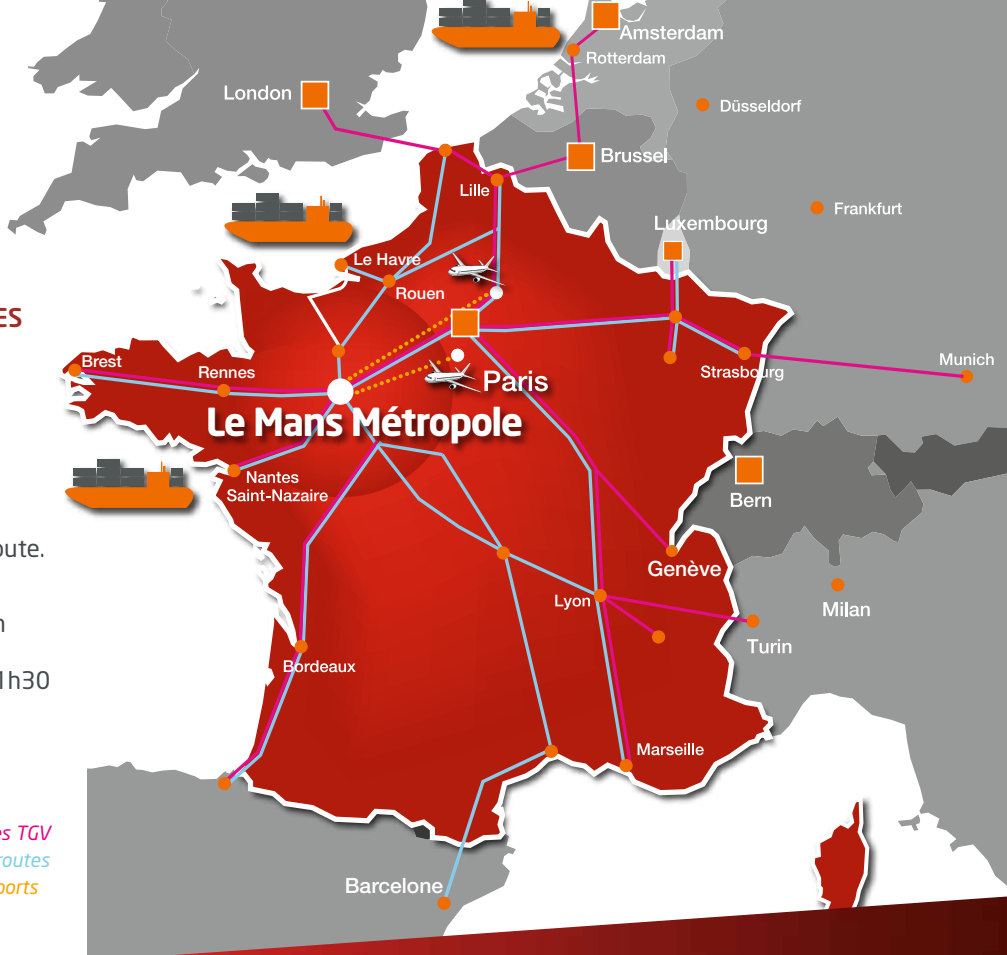 Amsterdam
Rotterdam
London
Düsseldorf
Brussel
Lille
Frankfurt
Luxembourg
Le Havre
Rouen
ES
Brest
Rennes
Strasbourg
Munich
Paris
Le Mans Métropole
Nantes
Saint-Nazaire
Bern
oute.
Genève
Lyon
Milan
n
Turin
1h30
Bordeaux
Marseille
es TGV
routes
ports
Barcelone